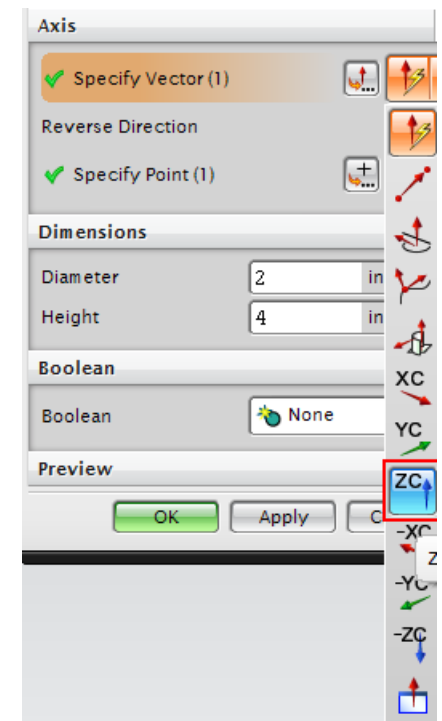 Axis
Specify Vector (1)
Reverse Direction
Specify Point (1)
Dimensions
Diameter 2 in
Height 4 in
Boolean
Boolean None
Preview
OK Apply C
XC
YC
ZC
-XC
Z
-YC
-ZC